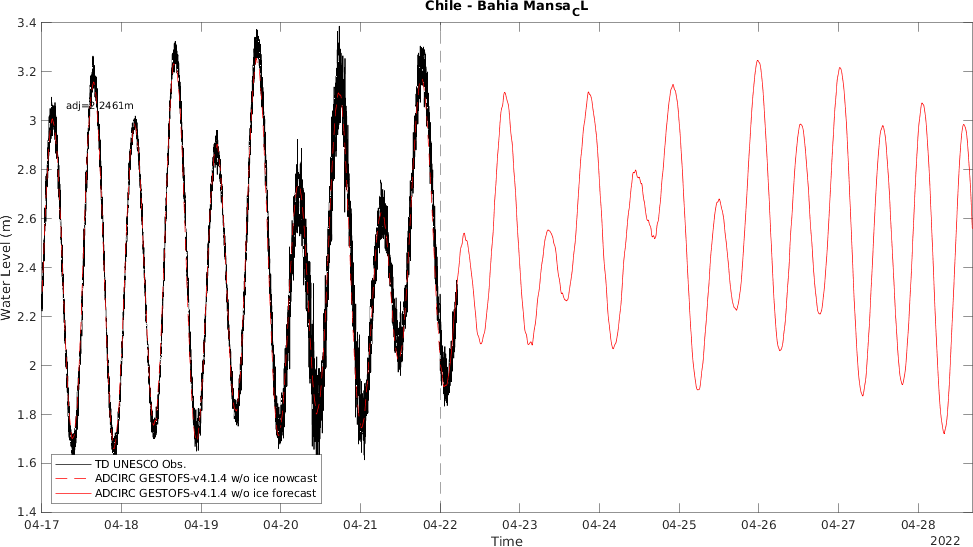 Chile - Bahia MansaCL
3.4
3.2
adj=2.2461m
3
2.8
2.6
2.4
2.2
2
1.8
1.6
1.4
Water Level (m)
TD UNESCO Obs.
ADCIRC GESTOFS-v4.1.4 w/o ice nowcast
ADCIRC GESTOFS-v4.1.4 w/o ice forecast
04-17 04-18 04-19 04-20 04-21 04-22 04-23 04-24 04-25 04-26 04-27 04-28
Time
2022